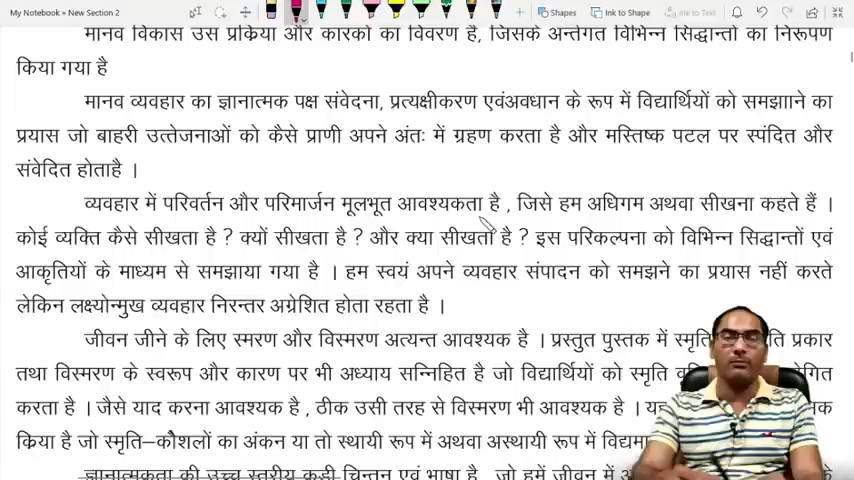 My Notebook » New Section 2
Shapes
Ink to Shape
Ink to Text
मानव विकास उस प्रक्रिया और कारकों का विवरण है, जिसके अन्तर्गत विभिन्न सिद्धान्तों का निरूपण
किया गया है
मानव व्यवहार का ज्ञानात्मक पक्ष संवेदना, प्रत्यक्षीकरण एवंअवधान के रूप में विद्यार्थियों को समझााने का
प्रयास जो बाहरी उत्तेजनाओं को कैसे प्राणी अपने अंतः में ग्रहण करता है और मस्तिष्क पटल पर स्पंदित और
संवेदित होताहै ।
व्यवहार में परिवर्तन और परिमार्जन मूलभूत आवश्यकता है , जिसे हम अधिगम अथवा सीखना कहते हैं ।
कोई व्यक्ति कैसे सीखता है ? क्यों सीखता है ? और क्या सीखता है ? इस परिकल्पना को विभिन्न सिद्धान्तों एवं
आकृतियों के माध्यम से समझाया गया है । हम स्वयं अपने व्यवहार संपादन को समझने का प्रयास नहीं करते
लेकिन लक्ष्योन्मुख व्यवहार निरन्तर अग्रेशित होता रहता है ।
जीवन जीने के लिए स्मरण और विस्मरण अत्यन्त आवश्यक है । प्रस्तुत पुस्तक में प्रकार
तथा विस्मरण के स्वरूप और कारण पर भी अध्याय सन्निहित है जो विद्यार्थियों को स्मृति
करता है । जैसे याद करना आवश्यक है , ठीक उसी तरह से विस्मरण भी आवश्यक है ।
किया है जो स्मृति–कौशलों का अंकन या तो स्थायी रूप में अथवा अस्थायी रूप में
ज्ञानात्मकता की उच्च स्तरीय कड़ी चिन्तन एवं भाषा है , जो हमें जीवन में